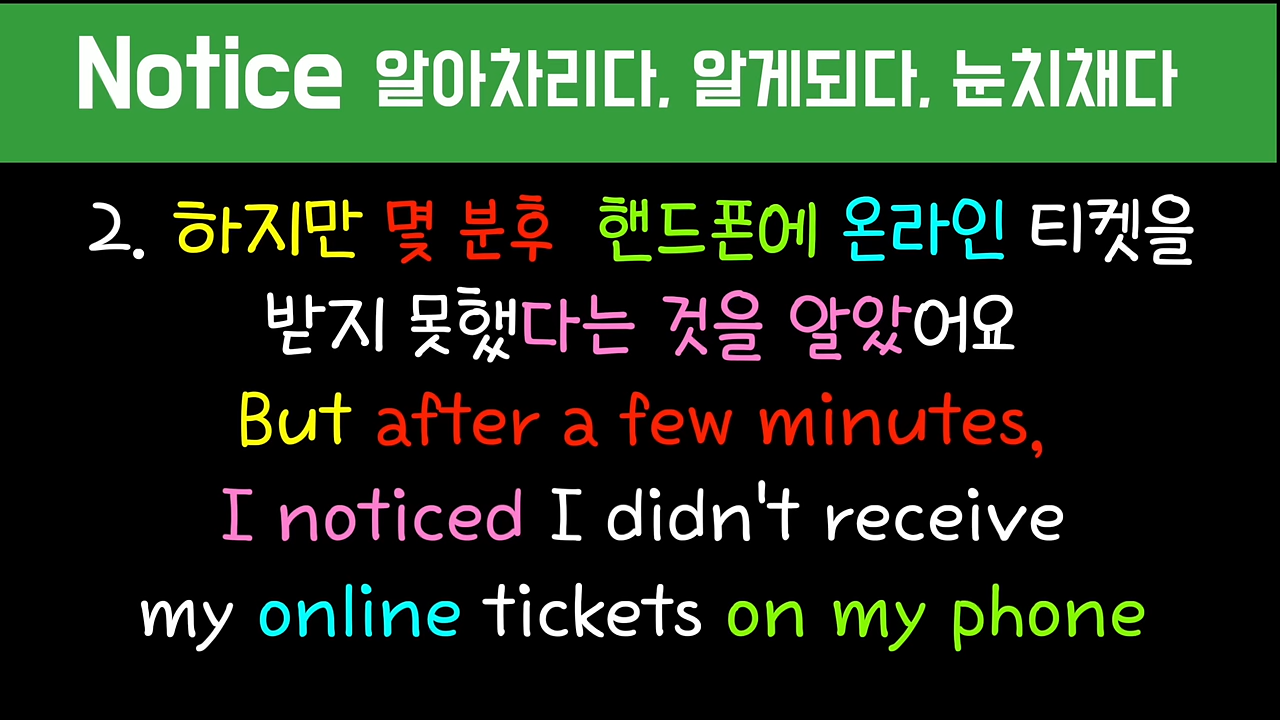 Notice 알아차리다, 알게되다, 눈치채다
2. 하지만 몇 분후 핸드폰에 온라인 티켓을
받지 못했다는 것을 알았어요
But after a few minutes,
I noticed I didn't receive
my online tickets on my phone